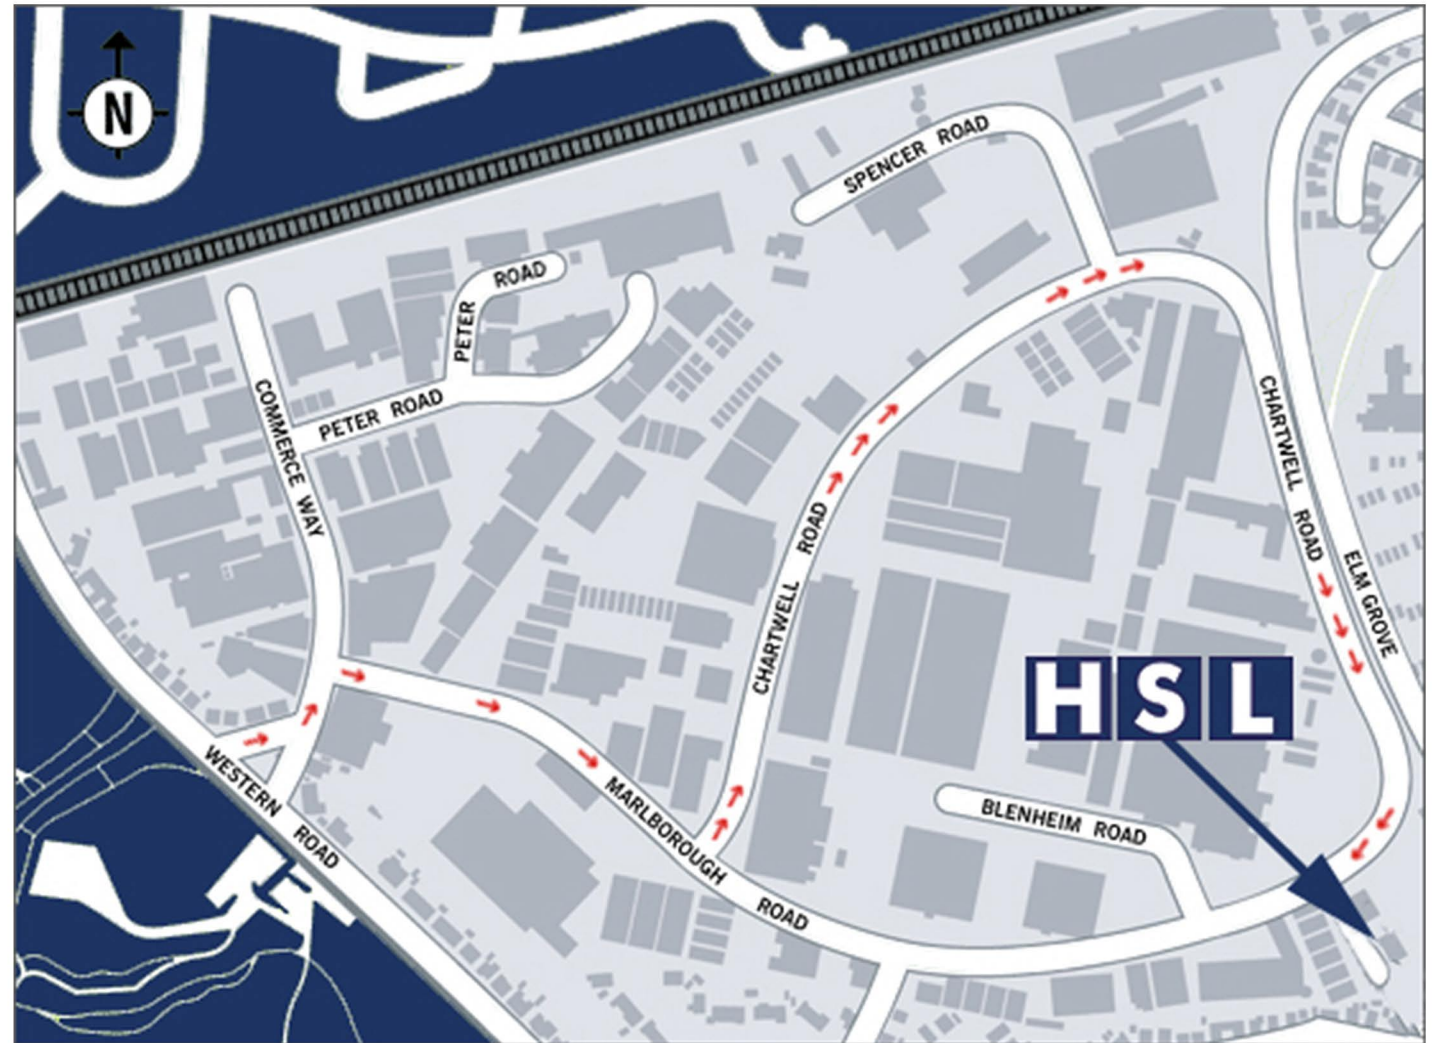 N
SPENCER ROAD
PETER ROAD
PETER ROAD
COMMERCE WAY
CHARTWELL ROAD
CHARTWELL ROAD
ELM GROVE
HSL
BLENHEIM ROAD
MARLBOROUGH ROAD
WESTERN ROAD